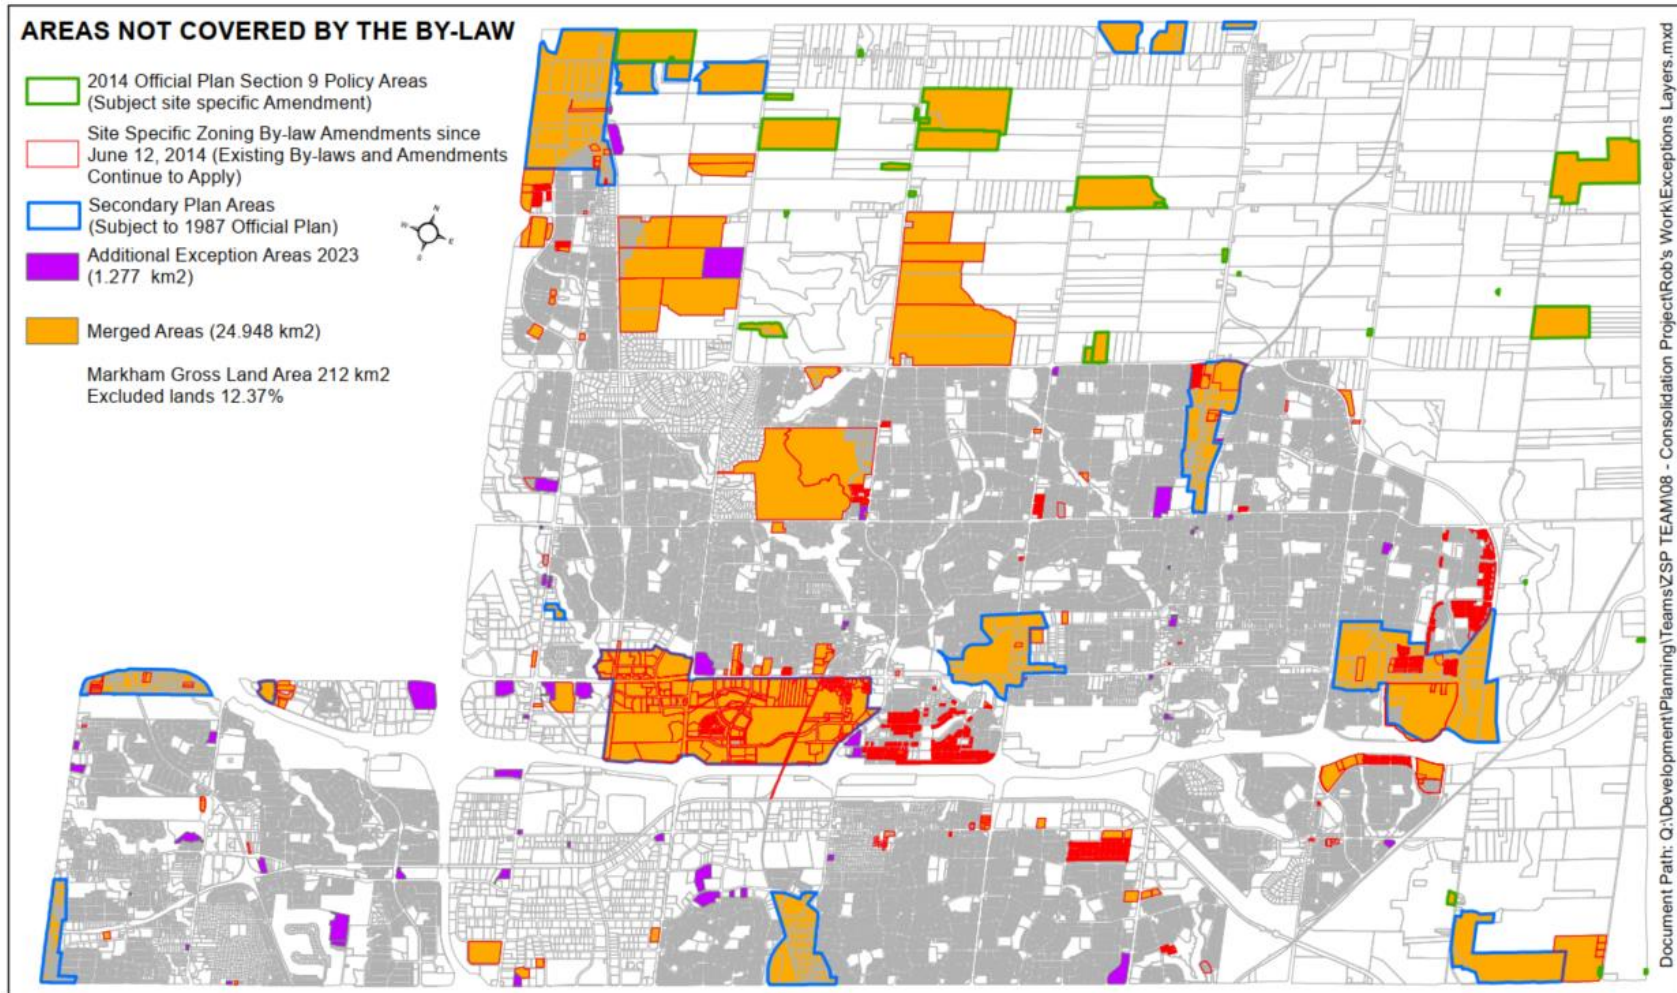 AREAS NOT COVERED BY THE BY-LAW
2014 Official Plan Section 9 Policy Areas
(Subject site specific Amendment)
Site Specific Zoning By-law Amendments since
June 12, 2014 (Existing By-laws and Amendments
Continue to Apply)
Secondary Plan Areas
(Subject to 1987 Official Plan)
Additional Exception Areas 2023
(1.277 km2)
Merged Areas (24.948 km2)
Markham Gross Land Area 212 km2
Excluded lands 12.37%
N
W
E
S
Document Path: Q:\Development\Planning\Teams\ZSP TEAM\08 - Consolidation Project\Rob's Work\Exceptions Layers.mxd